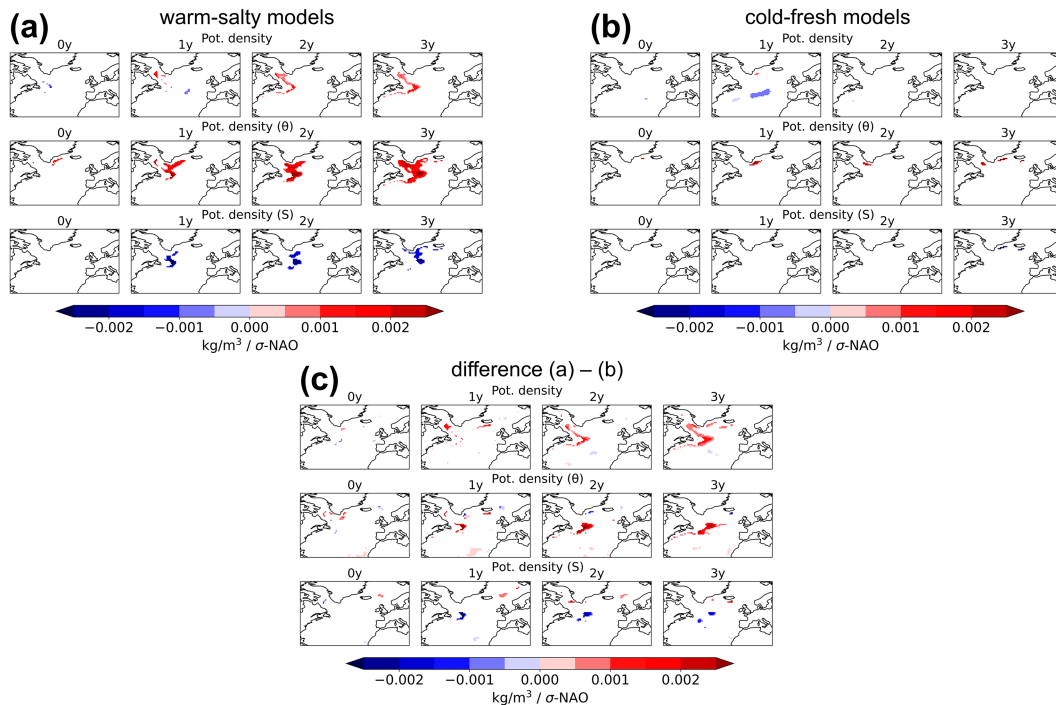 (a) warm-salty models
Pot. density
0y 1y 2y 3y
Pot. density (θ)
0y 1y 2y 3y
Pot. density (S)
0y 1y 2y 3y
−0.002 −0.001 0.000 0.001 0.002
kg/m³ / σ-NAO
(b) cold-fresh models
Pot. density
0y 1y 2y 3y
Pot. density (θ)
0y 1y 2y 3y
Pot. density (S)
0y 1y 2y 3y
−0.002 −0.001 0.000 0.001 0.002
kg/m³ / σ-NAO
(c) difference (a) – (b)
Pot. density
0y 1y 2y 3y
Pot. density (θ)
0y 1y 2y 3y
Pot. density (S)
0y 1y 2y 3y
−0.002 −0.001 0.000 0.001 0.002
kg/m³ / σ-NAO